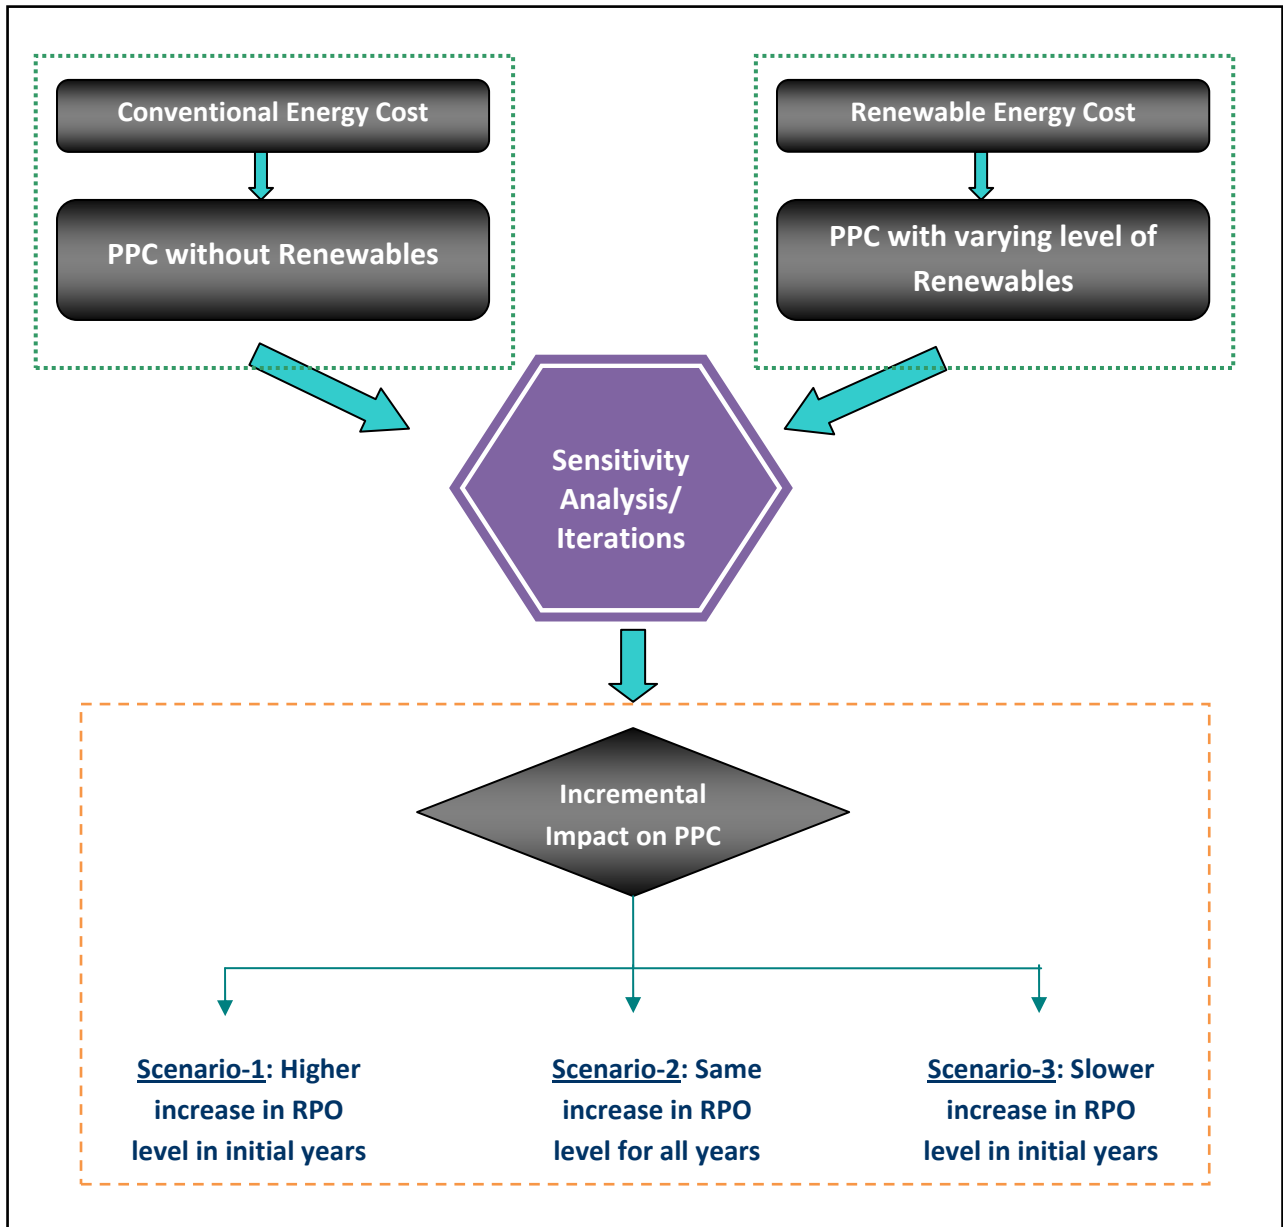 Conventional Energy Cost
Renewable Energy Cost
PPC without Renewables
PPC with varying level of
Renewables
Sensitivity
Analysis/
Iterations
Incremental
Impact on PPC
Scenario-1: Higher
increase in RPO
level in initial years
Scenario-2: Same
increase in RPO
level for all years
Scenario-3: Slower
increase in RPO
level in initial years